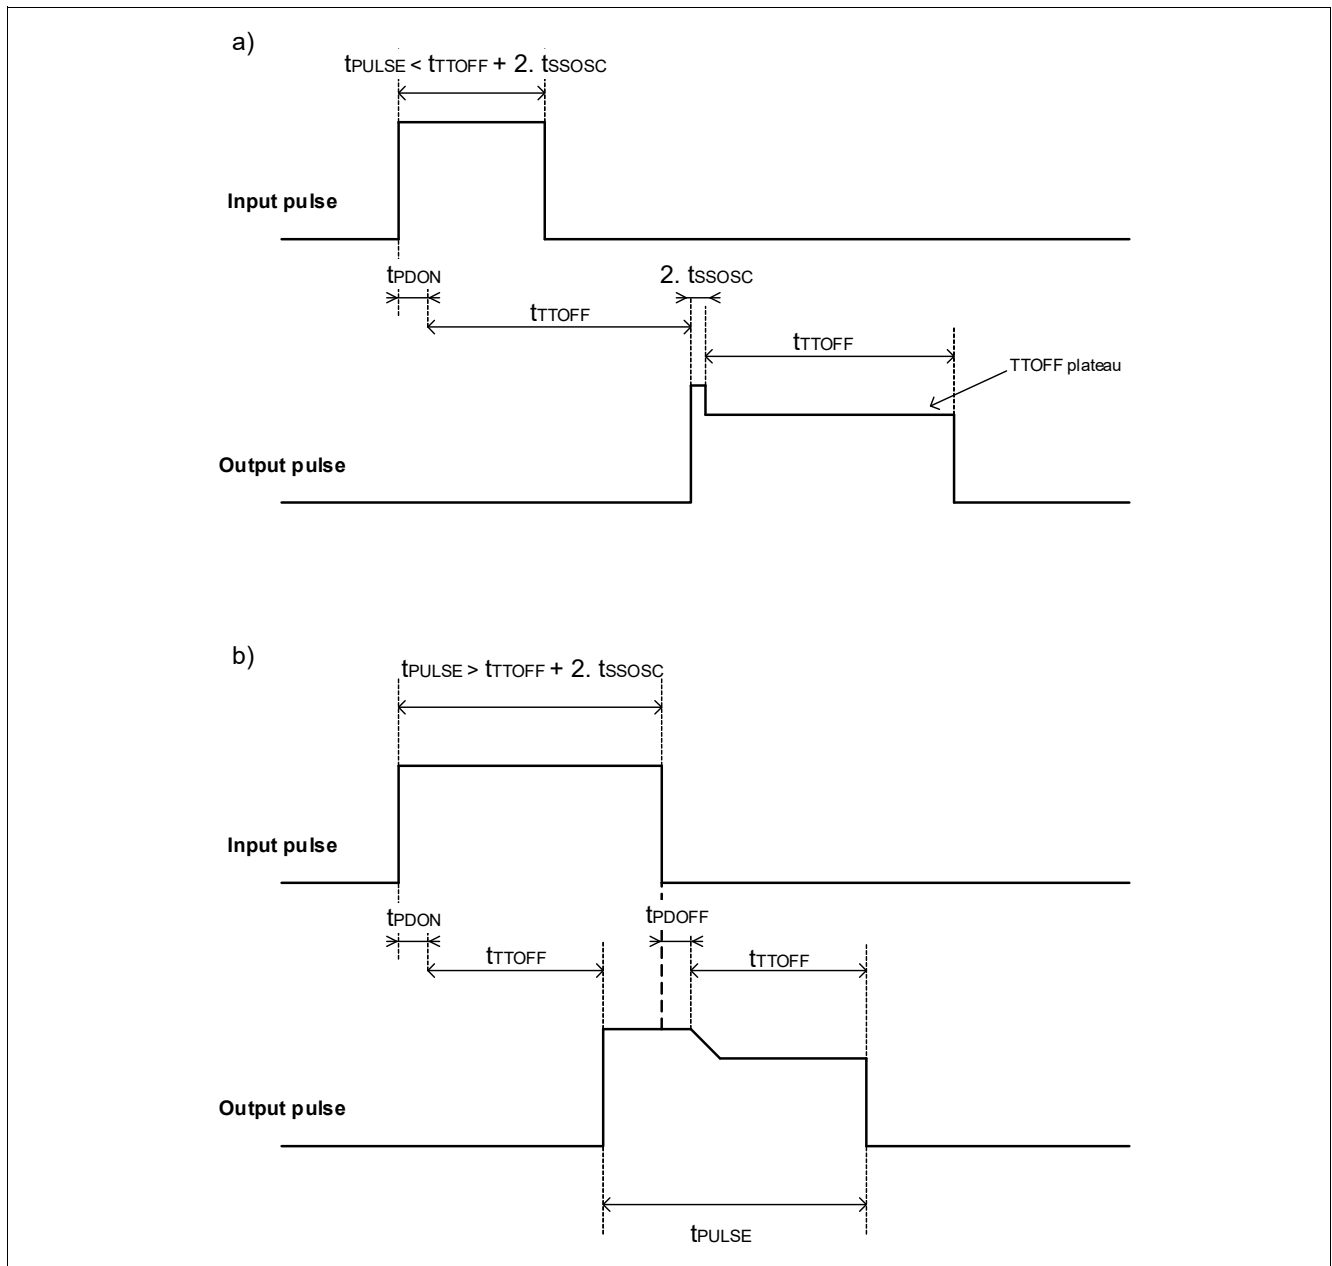 a)
tPULSE < tTTOFF + 2. tSSOSC
Input pulse
tPDON
2. tSSOSC
tTTOFF
tTTOFF
TTOFF plateau
Output pulse
b)
tPULSE > tTTOFF + 2. tSSOSC
Input pulse
tPDON
tPDOFF
tTTOFF
tTTOFF
Output pulse
tPULSE